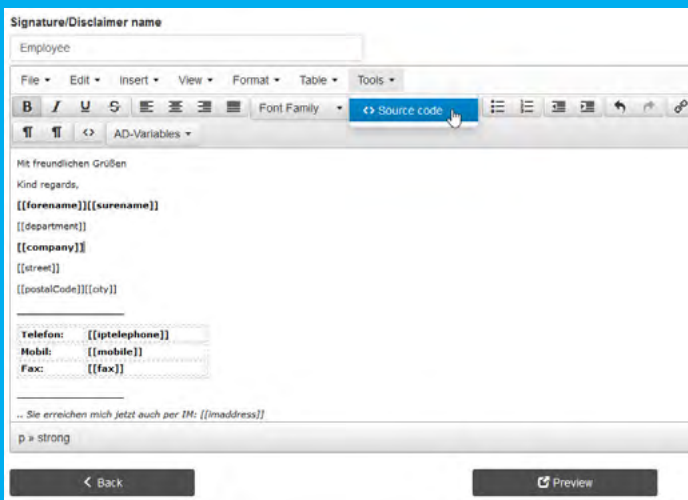 Signature/Disclaimer name
Employee
File Edit Insert View Format Table Tools
B I U S Font Family <> Source code
¶ ¶ <> AD-Variables
Mit freundlichen Grüßen
Kind regards,
[[forename]][[surename]]
[[department]]
[[company]]
[[street]]
[[postalCode]][[city]]
Telefon: [[iptelephone]]
Mobil: [[mobile]]
Fax: [[fax]]
.. Sie erreichen mich jetzt auch per IM: [[imaddress]]
p » strong
Back Preview